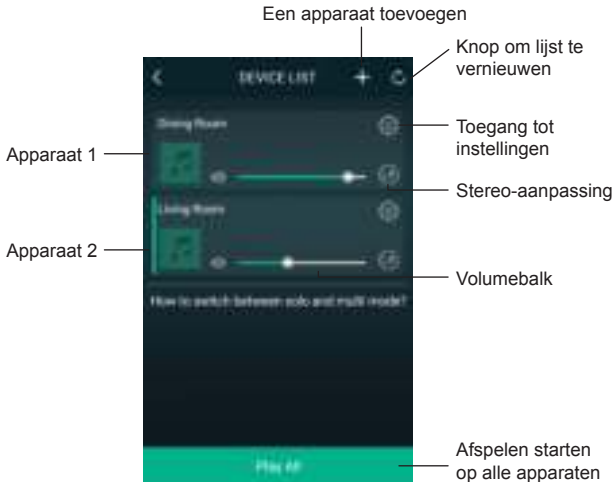 Een apparaat toevoegen
Knop om lijst te
vernieuwen
DEVICE LIST
Dining Room
Toegang tot
instellingen
Apparaat 1
Stereo-aanpassing
Living Room
Apparaat 2
Volumebalk
How to switch between solo and multi mode?
Play All
Afspelen starten
op alle apparaten